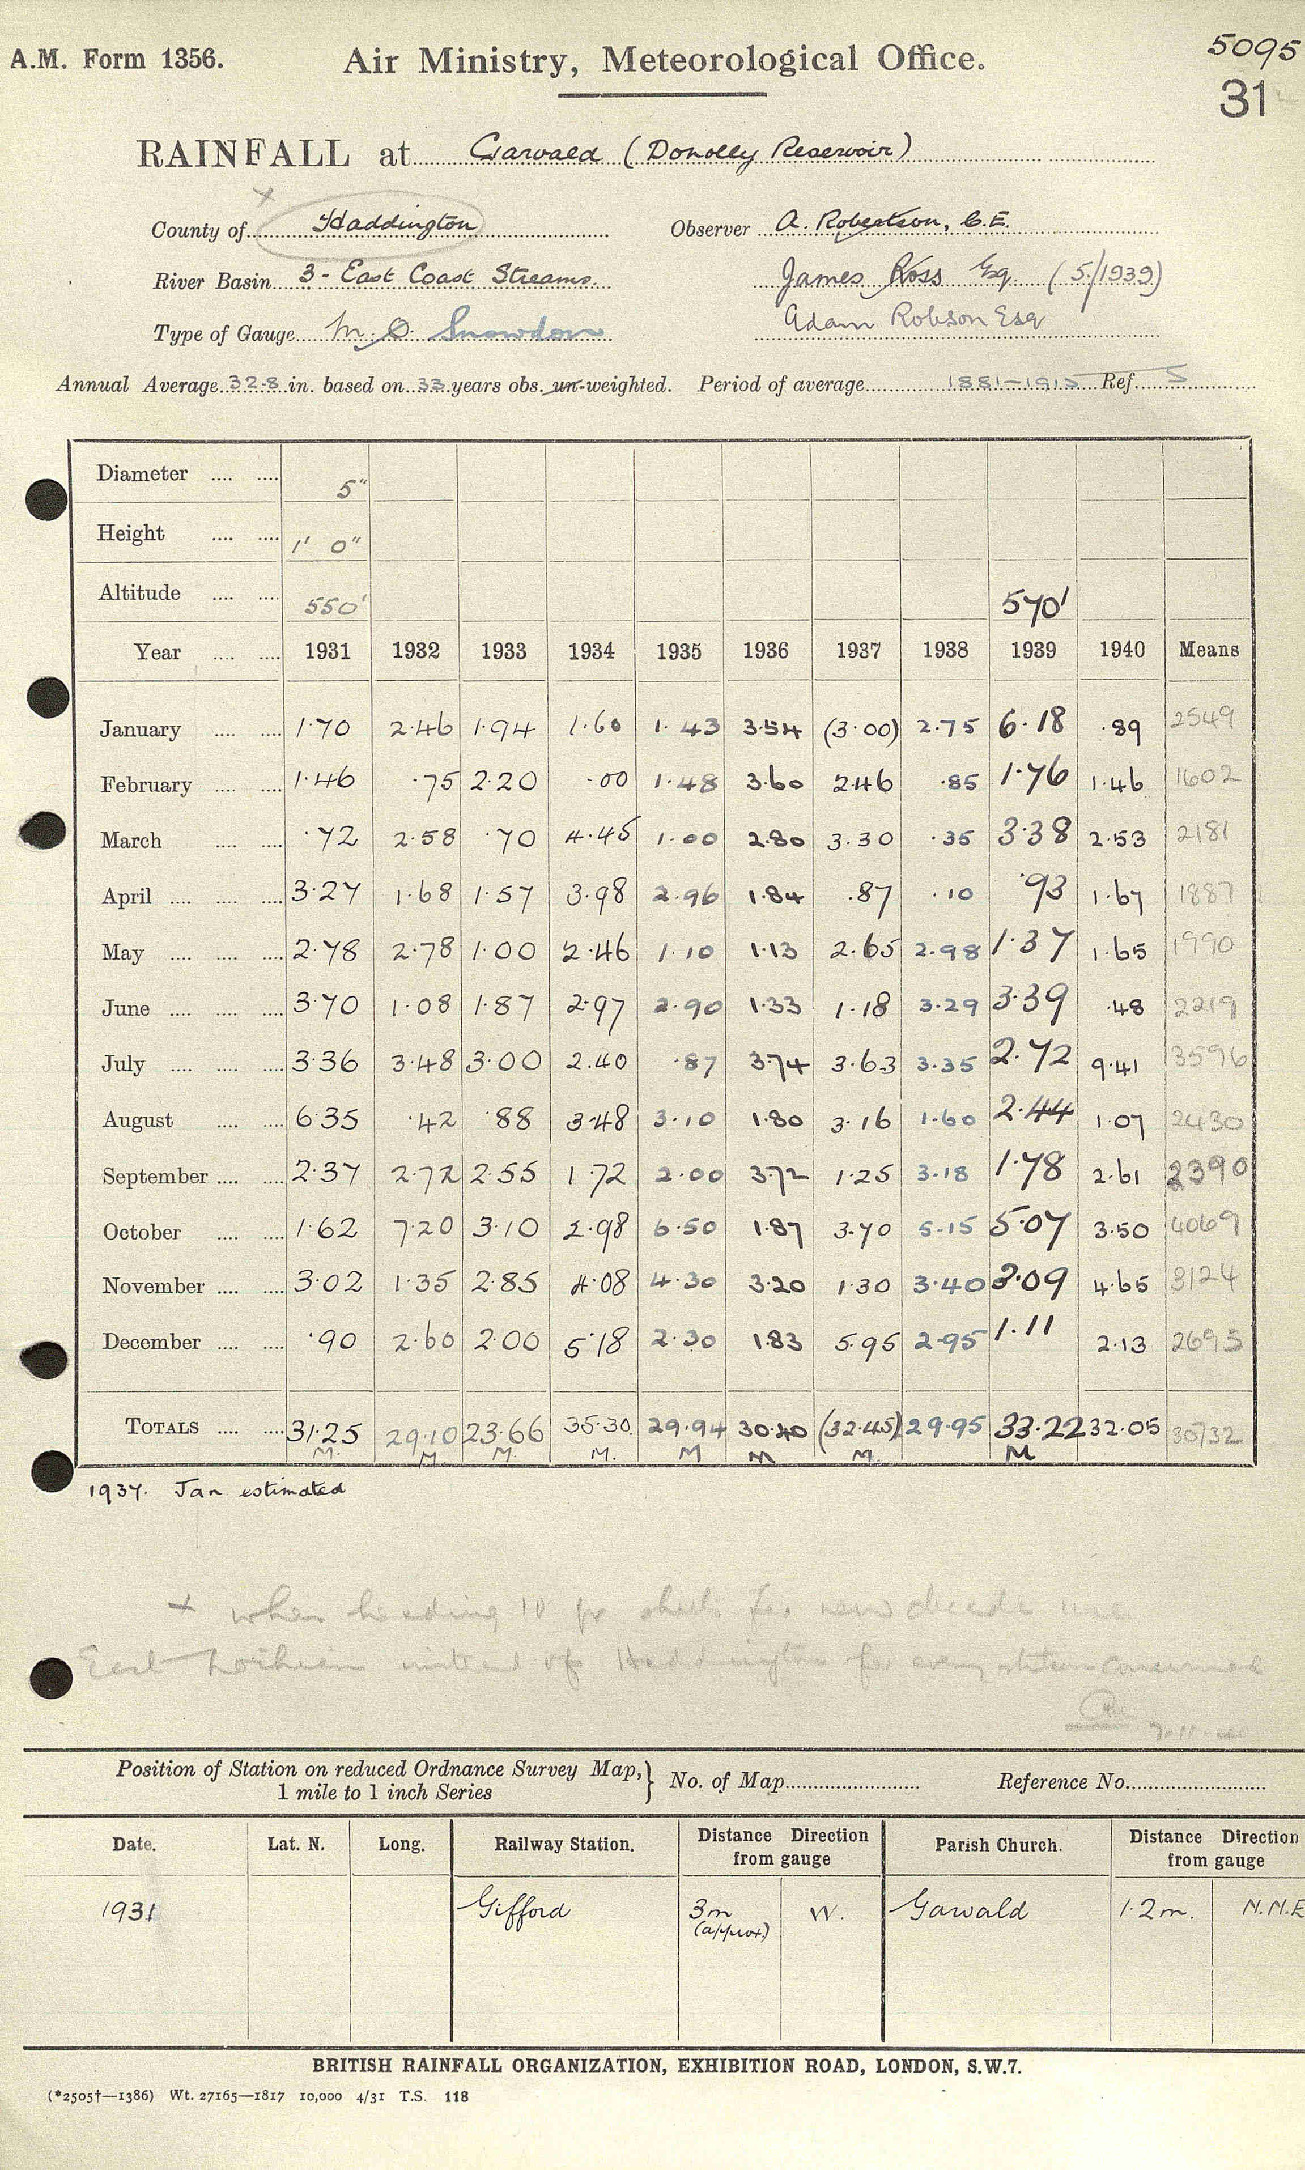 A.M. Form 1356.
Air Ministry, Meteorological Office.
5095
31
RAINFALL at Garvald (Donolly Reservoir)
County of Haddington Observer A. Robertson, C.E.
River Basin 3 - East Coast Streams. James Ross Esq. (5/1939)
Type of Gauge M.O. Snowdon Adam Robson Esq
Annual Average 32.8 in. based on 33 years obs. un-weighted. Period of average 1881-1915 Ref. S
Diameter 5"
Height 1' 0"
Altitude 550' 570'
Year 1931 1932 1933 1934 1935 1936 1937 1938 1939 1940 Means
January 1.70 2.46 1.94 1.60 1.43 3.54 (3.00) 2.75 6.18 .89 2549
February 1.46 .75 2.20 .00 1.48 3.60 2.46 .85 1.76 1.46 1602
March .72 2.58 .70 4.45 1.00 2.80 3.30 .35 3.38 2.53 2181
April 3.27 1.68 1.57 3.98 2.96 1.84 .87 .10 .93 1.67 1887
May 2.78 2.78 1.00 2.46 1.10 1.13 2.65 2.98 1.37 1.65 1990
June 3.70 1.08 1.87 2.97 2.90 1.33 1.18 3.29 3.39 .48 2219
July 3.36 3.48 3.00 2.40 .87 3.74 3.63 3.35 2.72 9.41 3596
August 6.35 .42 .88 3.48 3.10 1.80 3.16 1.60 2.44 1.07 2430
September 2.37 2.72 2.55 1.72 2.00 3.72 1.25 3.18 1.78 2.61 2390
October 1.62 7.20 3.10 2.98 6.50 1.87 3.70 5.15 5.07 3.50 4069
November 3.02 1.35 2.85 4.08 4.30 3.20 1.30 3.40 3.09 4.65 3124
December .90 2.60 2.00 5.18 2.30 1.83 5.95 2.95 1.11 2.13 2695
TOTALS 31.25 29.10 23.66 35.30 29.94 30.40 (32.45) 29.95 33.22 32.05 30732
M. M. M. M. M M M. M
1937. Jan estimated
+ when heading 10 yr sheets for new decade use
East Lothian instead of Haddington for every station concerned
Position of Station on reduced Ordnance Survey Map,
1 mile to 1 inch Series
No. of Map Reference No.
Date. Lat. N. Long. Railway Station. Distance from gauge Direction Parish Church. Distance from gauge Direction
1931 Gifford 3m (approx) W. Garvald 1.2m. N.N.E
BRITISH RAINFALL ORGANIZATION, EXHIBITION ROAD, LONDON, S.W.7.
(*2505†—1386) Wt. 27165—1817 10,000 4/31 T.S. 118